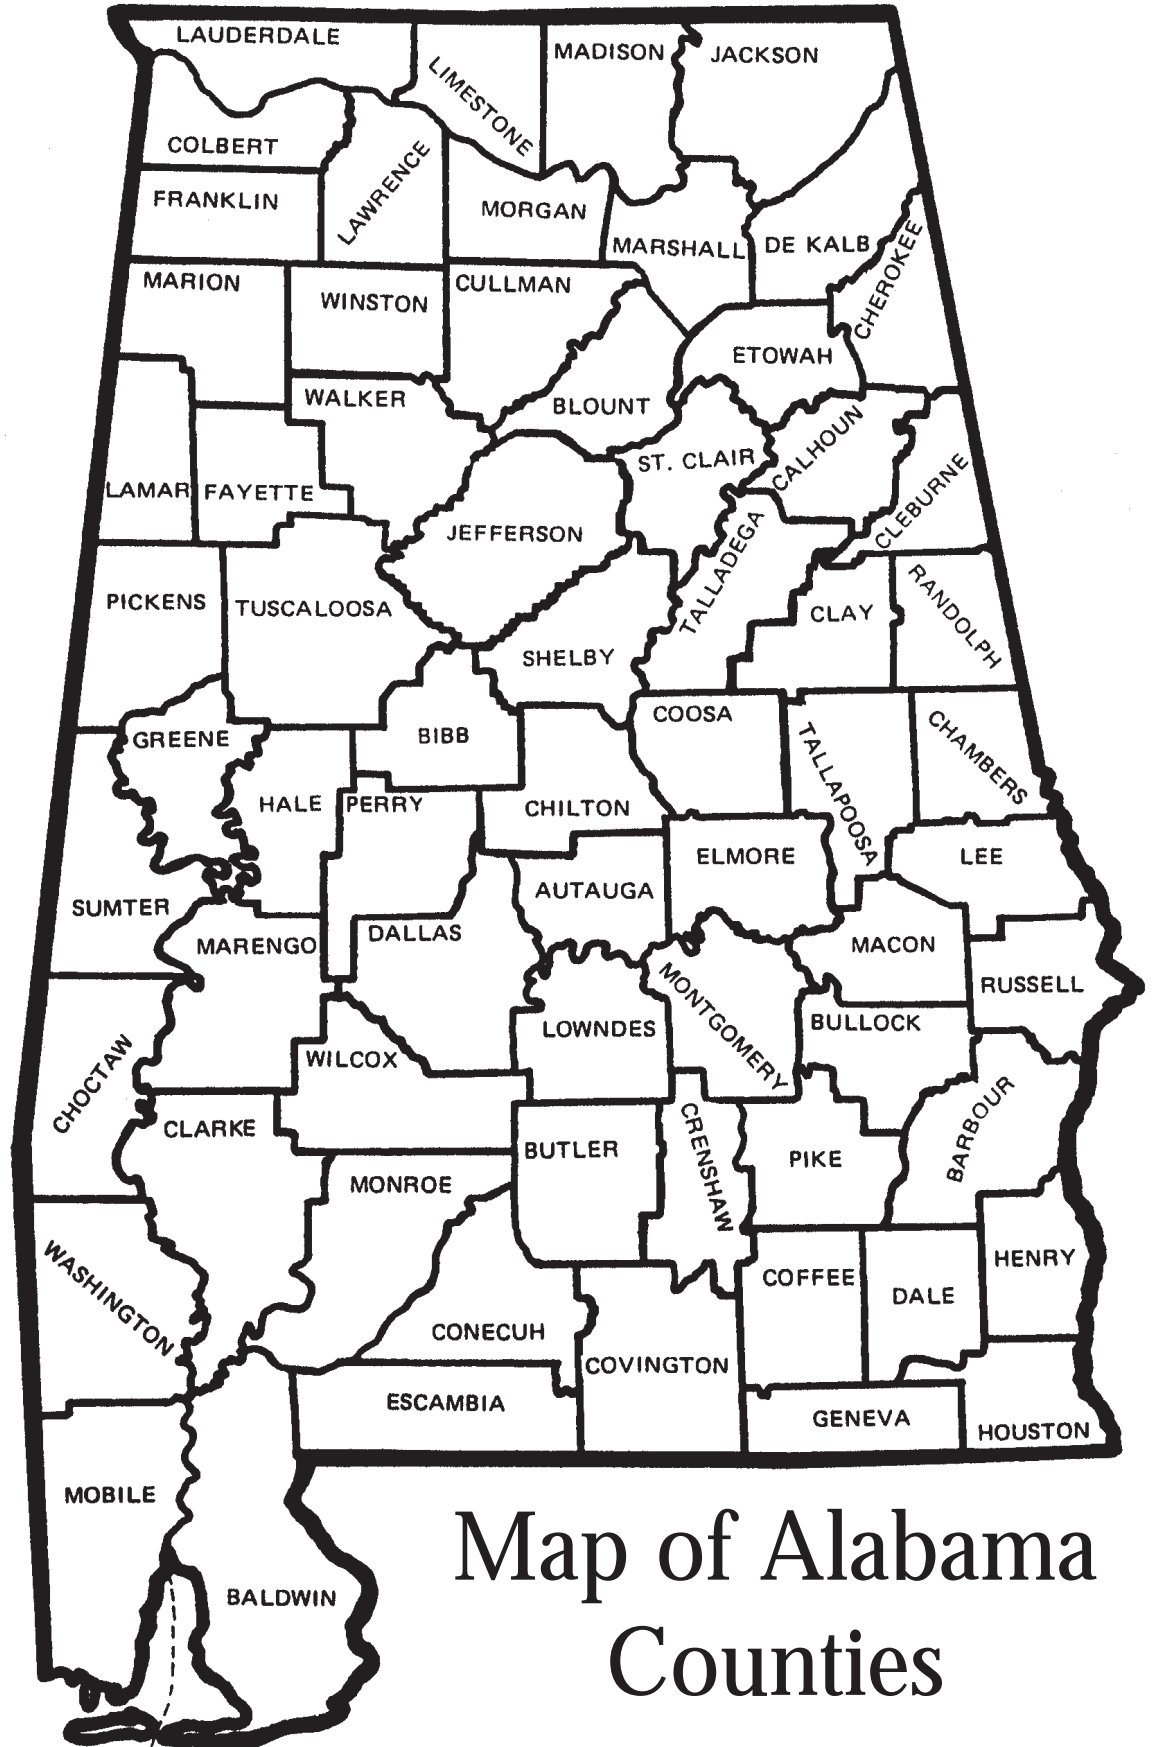 LAUDERDALE
LIMESTONE
MADISON
JACKSON
COLBERT
LAWRENCE
FRANKLIN
MORGAN
MARSHALL
DE KALB
CHEROKEE
MARION
WINSTON
CULLMAN
ETOWAH
WALKER
BLOUNT
ST. CLAIR
CALHOUN
CLEBURNE
LAMAR
FAYETTE
JEFFERSON
TALLADEGA
PICKENS
TUSCALOOSA
SHELBY
CLAY
RANDOLPH
GREENE
BIBB
COOSA
TALLAPOOSA
CHAMBERS
HALE
PERRY
CHILTON
ELMORE
LEE
SUMTER
AUTAUGA
MARENGO
DALLAS
MACON
RUSSELL
MONTGOMERY
LOWNDES
BULLOCK
CHOCTAW
WILCOX
CLARKE
BUTLER
CRENSHAW
PIKE
BARBOUR
MONROE
WASHINGTON
COFFEE
DALE
HENRY
CONECUH
COVINGTON
ESCAMBIA
GENEVA
HOUSTON
MOBILE
BALDWIN
Map of Alabama
Counties